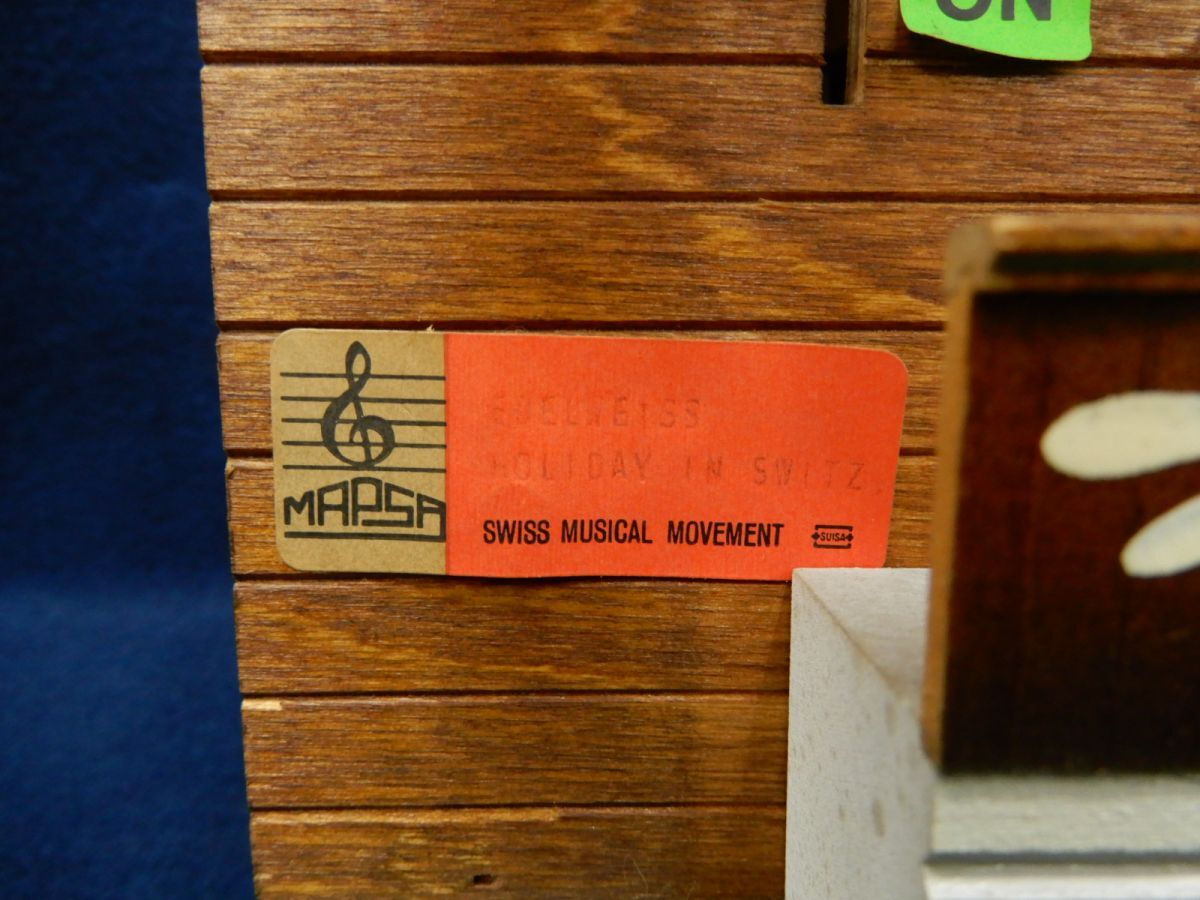 ON
MAPSA
EDELWEISS
HOLIDAY IN SWITZ.
SWISS MUSICAL MOVEMENT
SUISA